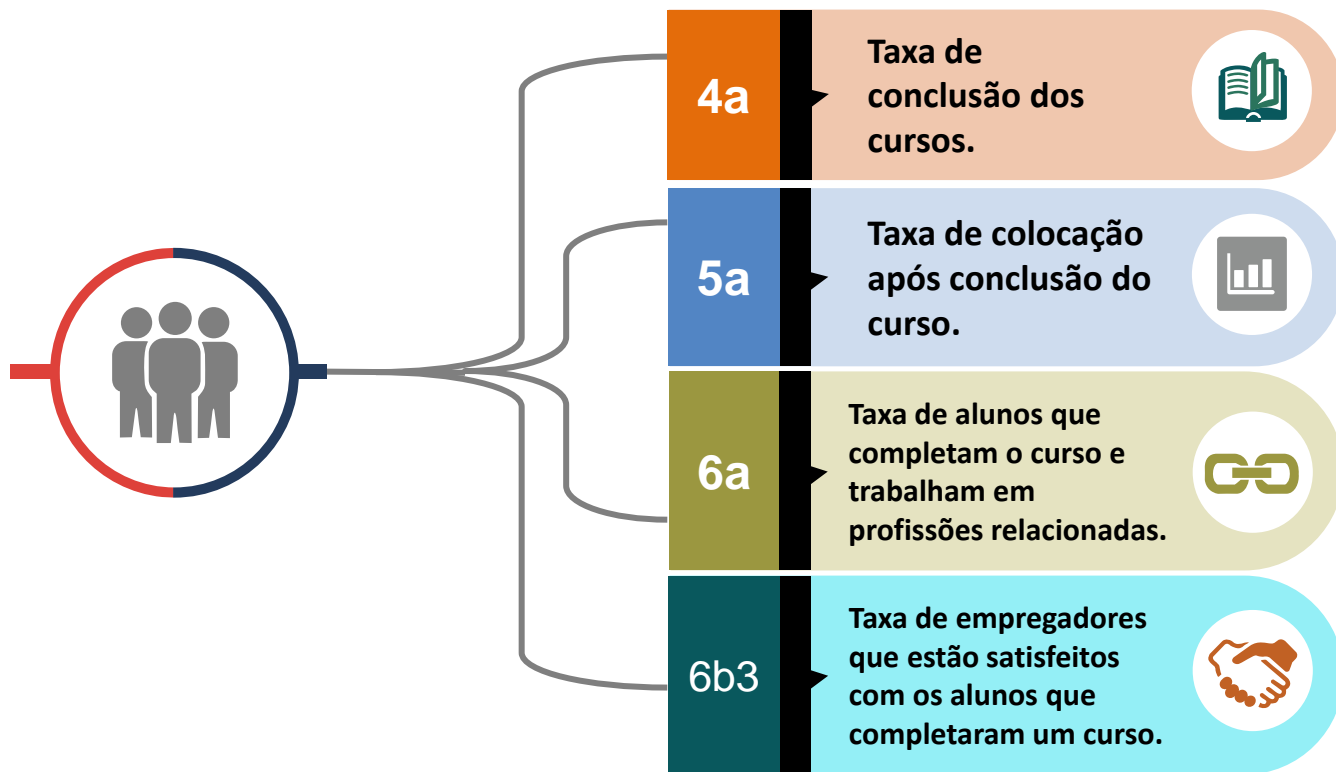 4a
Taxa de
conclusão dos
cursos.
5a
Taxa de colocação
após conclusão do
curso.
6a
Taxa de alunos que
completam o curso e
trabalham em
profissões relacionadas.
6b3
Taxa de empregadores
que estão satisfeitos
com os alunos que
completaram um curso.